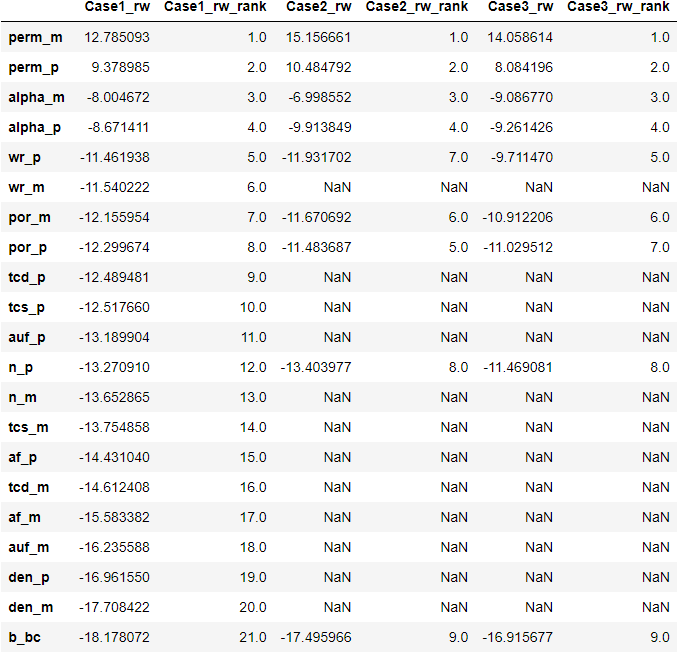 Case1_rw Case1_rw_rank Case2_rw Case2_rw_rank Case3_rw Case3_rw_rank
perm_m 12.785093 1.0 15.156661 1.0 14.058614 1.0
perm_p 9.378985 2.0 10.484792 2.0 8.084196 2.0
alpha_m -8.004672 3.0 -6.998552 3.0 -9.086770 3.0
alpha_p -8.671411 4.0 -9.913849 4.0 -9.261426 4.0
wr_p -11.461938 5.0 -11.931702 7.0 -9.711470 5.0
wr_m -11.540222 6.0 NaN NaN NaN NaN
por_m -12.155954 7.0 -11.670692 6.0 -10.912206 6.0
por_p -12.299674 8.0 -11.483687 5.0 -11.029512 7.0
tcd_p -12.489481 9.0 NaN NaN NaN NaN
tcs_p -12.517660 10.0 NaN NaN NaN NaN
auf_p -13.189904 11.0 NaN NaN NaN NaN
n_p -13.270910 12.0 -13.403977 8.0 -11.469081 8.0
n_m -13.652865 13.0 NaN NaN NaN NaN
tcs_m -13.754858 14.0 NaN NaN NaN NaN
af_p -14.431040 15.0 NaN NaN NaN NaN
tcd_m -14.612408 16.0 NaN NaN NaN NaN
af_m -15.583382 17.0 NaN NaN NaN NaN
auf_m -16.235588 18.0 NaN NaN NaN NaN
den_p -16.961550 19.0 NaN NaN NaN NaN
den_m -17.708422 20.0 NaN NaN NaN NaN
b_bc -18.178072 21.0 -17.495966 9.0 -16.915677 9.0